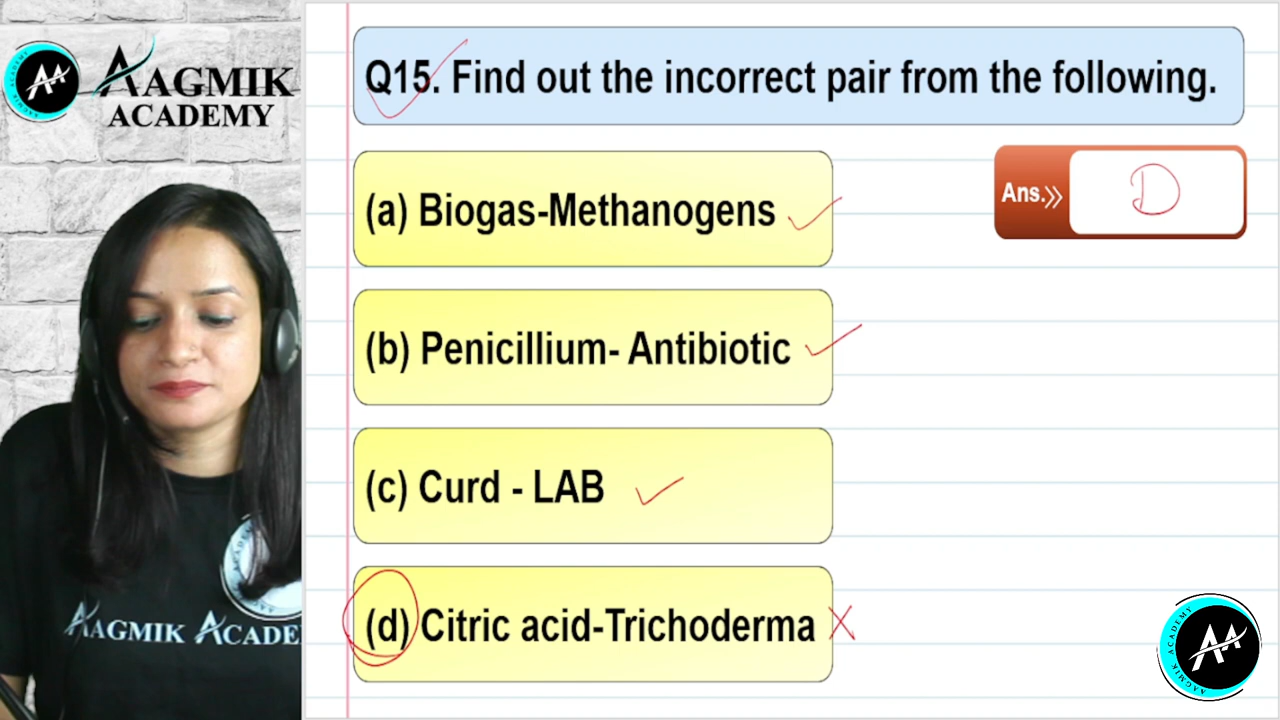 AAGMIK
ACADEMY
Q15. Find out the incorrect pair from the following.
(a) Biogas-Methanogens
Ans.»
D
(b) Penicillium- Antibiotic
(c) Curd - LAB
(d) Citric acid-Trichoderma
AAGMIK ACADE